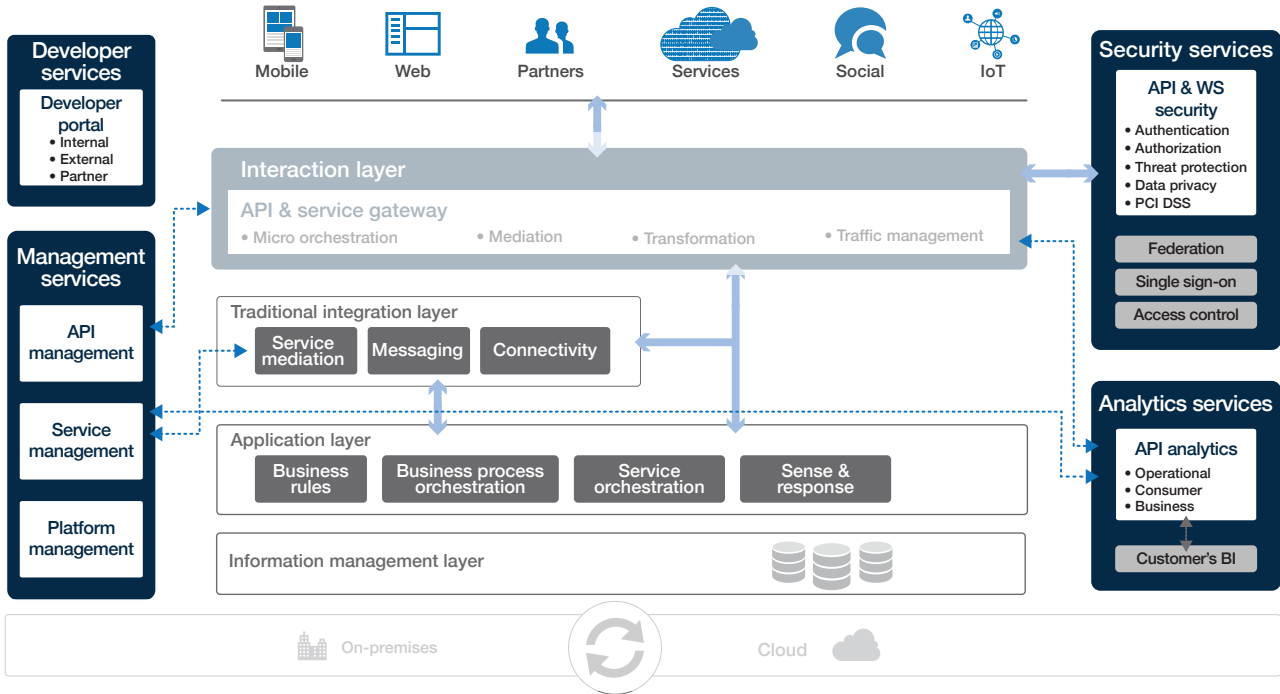 Mobile
Web
Partners
Services
Social
IoT
Developer
services
Developer
portal
• Internal
• External
• Partner
Management
services
API
management
Service
management
Platform
management
Interaction layer
API & service gateway
• Micro orchestration
• Mediation
• Transformation
• Traffic management
Traditional integration layer
Service
mediation
Messaging
Connectivity
Application layer
Business
rules
Business process
orchestration
Service
orchestration
Sense &
response
Information management layer
Security services
API & WS
security
• Authentication
• Authorization
• Threat protection
• Data privacy
• PCI DSS
Federation
Single sign-on
Access control
Analytics services
API analytics
• Operational
• Consumer
• Business
Customer's BI
On-premises
Cloud